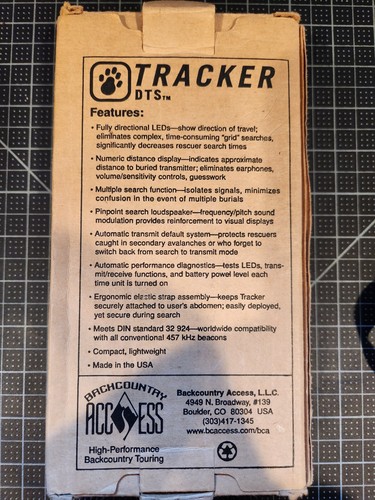 TRACKER
DTS™
Features:
• Fully directional LEDs—show direction of travel;
eliminates complex, time-consuming "grid" searches,
significantly decreases rescuer search times
• Numeric distance display—indicates approximate
distance to buried transmitter; eliminates earphones,
volume/sensitivity controls, guesswork
• Multiple search function—isolates signals, minimizes
confusion in the event of multiple burials
• Pinpoint search loudspeaker—frequency/pitch sound
modulation provides reinforcement to visual displays
• Automatic transmit default system—protects rescuers
caught in secondary avalanches or who forget to
switch back from search to transmit mode
• Automatic performance diagnostics—tests LEDs, trans-
mit/receive functions, and battery powel level each
time unit is turned on
• Ergonomic elastic strap assembly—keeps Tracker
securely attached to user's abdomen; easily deployed,
yet secure during search
• Meets DIN standard 32 924—worldwide compatibility
with all conventional 457 kHz beacons
• Compact, lightweight
• Made in the USA
BACKCOUNTRY
ACCESS
High-Performance
Backcountry Touring
Backcountry Access, L.L.C.
4949 N. Broadway, #139
Boulder, CO 80304 USA
(303)417-1345
www.bcaccess.com/bca